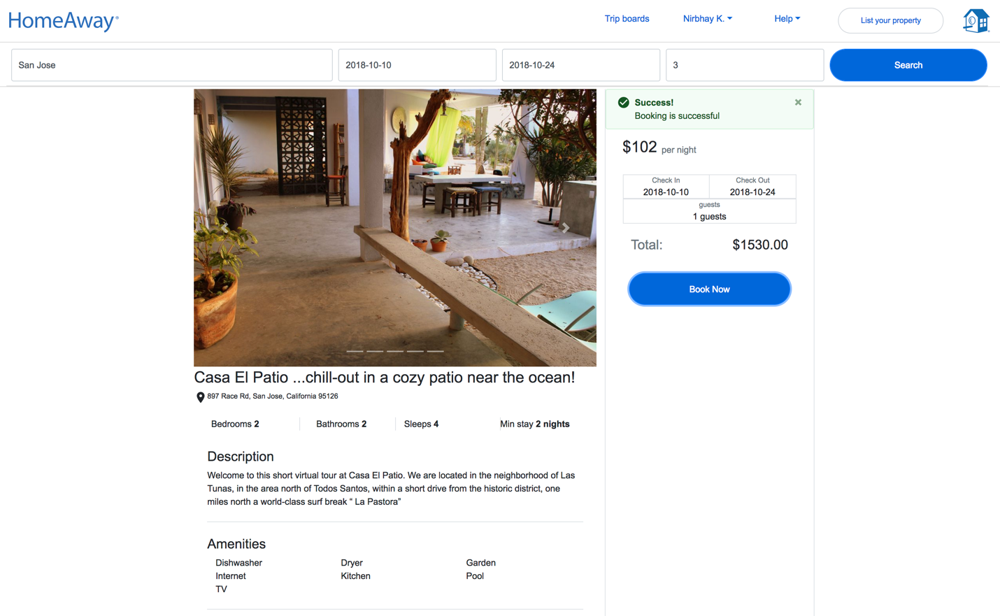 HomeAway®
Trip boards
Nirbhay K.
Help
List your property
San Jose
2018-10-10
2018-10-24
3
Search
Success!
Booking is successful
×
$102 per night
Check In
2018-10-10
Check Out
2018-10-24
guests
1 guests
Total: $1530.00
Book Now
Casa El Patio ...chill-out in a cozy patio near the ocean!
897 Race Rd, San Jose, California 95126
Bedrooms 2
Bathrooms 2
Sleeps 4
Min stay 2 nights
Description
Welcome to this short virtual tour at Casa El Patio. We are located in the neighborhood of Las
Tunas, in the area north of Todos Santos, within a short drive from the historic district, one
miles north a world-class surf break “ La Pastora”
Amenities
Dishwasher
Dryer
Garden
Internet
Kitchen
Pool
TV